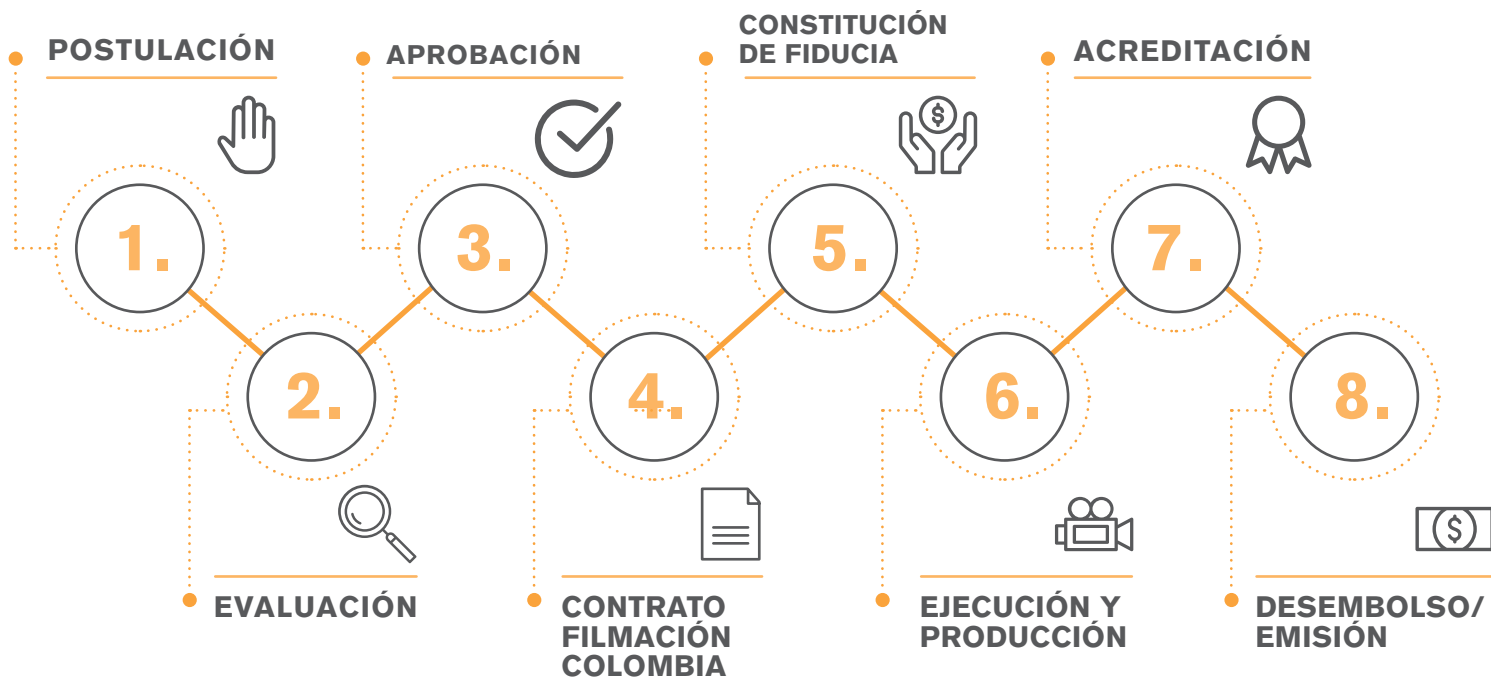 POSTULACIÓN
1.
2.
EVALUACIÓN
APROBACIÓN
3.
4.
CONTRATO
FILMACIÓN
COLOMBIA
CONSTITUCIÓN
DE FIDUCIA
$
5.
6.
EJECUCIÓN Y
PRODUCCIÓN
ACREDITACIÓN
7.
8.
$
DESEMBOLSO/
EMISIÓN